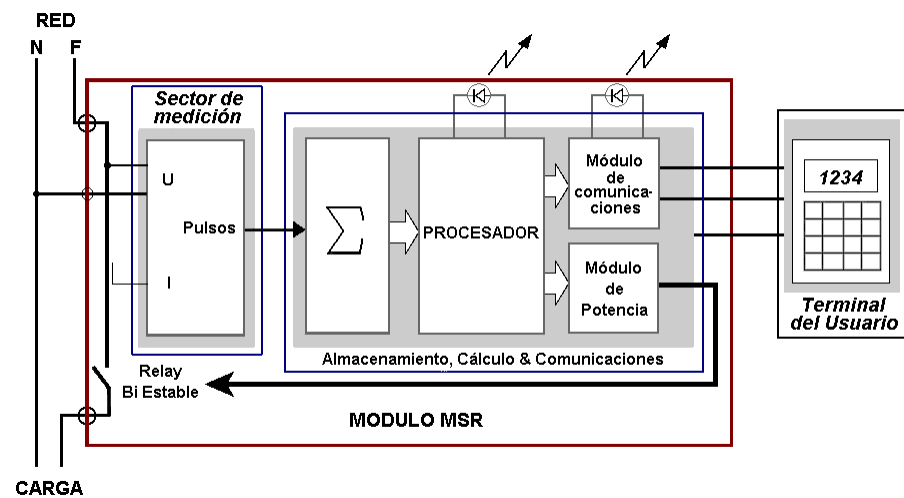 RED
N F
Sector de
medición
U
Pulsos
I
Σ
PROCESADOR
Módulo
de
comunica-
ciones
Módulo
de
Potencia
Almacenamiento, Cálculo & Comunicaciones
1234
Terminal
del Usuario
Relay
Bi Estable
MODULO MSR
CARGA